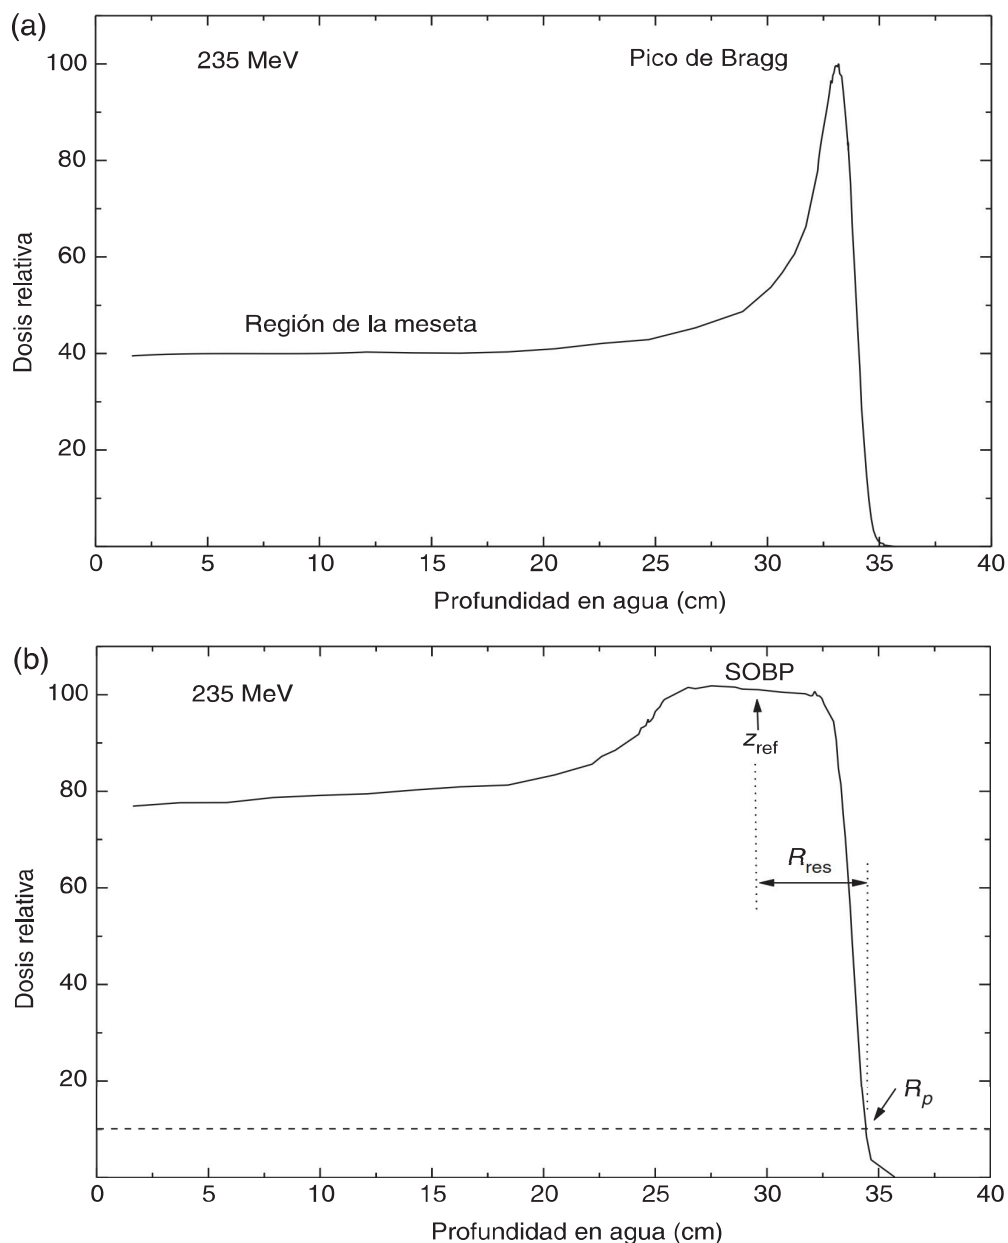 (a)
235 MeV
Pico de Bragg
Región de la meseta
Dosis relativa
100
80
60
40
20
0 5 10 15 20 25 30 35 40
Profundidad en agua (cm)
(b)
235 MeV
SOBP
z_ref
R_res
R_p
Dosis relativa
100
80
60
40
20
0 5 10 15 20 25 30 35 40
Profundidad en agua (cm)